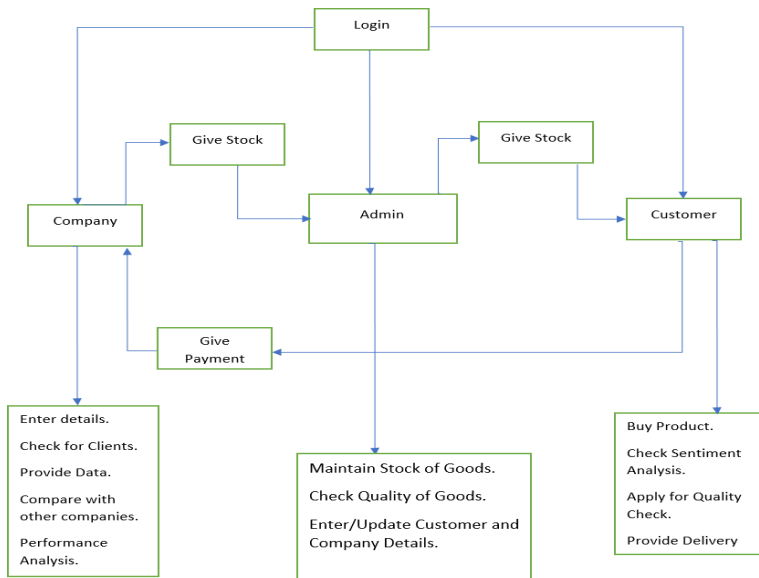 Login
Give Stock
Give Stock
Company
Admin
Customer
Give
Payment
Enter details.
Check for Clients.
Provide Data.
Compare with
other companies.
Performance
Analysis.
Maintain Stock of Goods.
Check Quality of Goods.
Enter/Update Customer and
Company Details.
Buy Product.
Check Sentiment
Analysis.
Apply for Quality
Check.
Provide Delivery